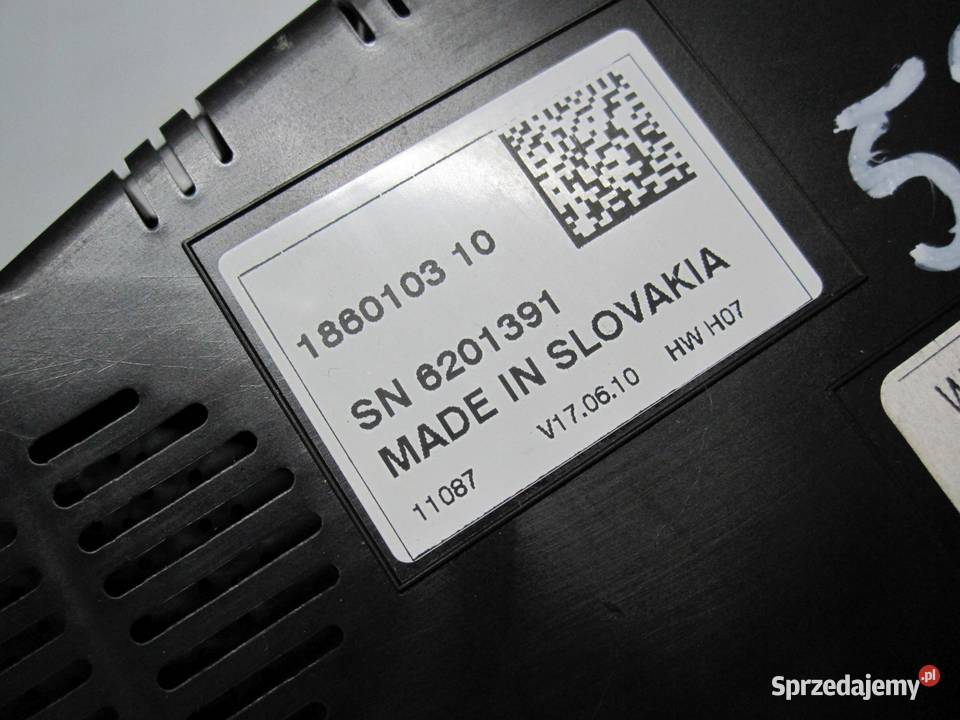 1860103 10
SN 6201391
MADE IN SLOVAKIA
11087 V17.06.10 HW H07
Sprzedajemy.pl